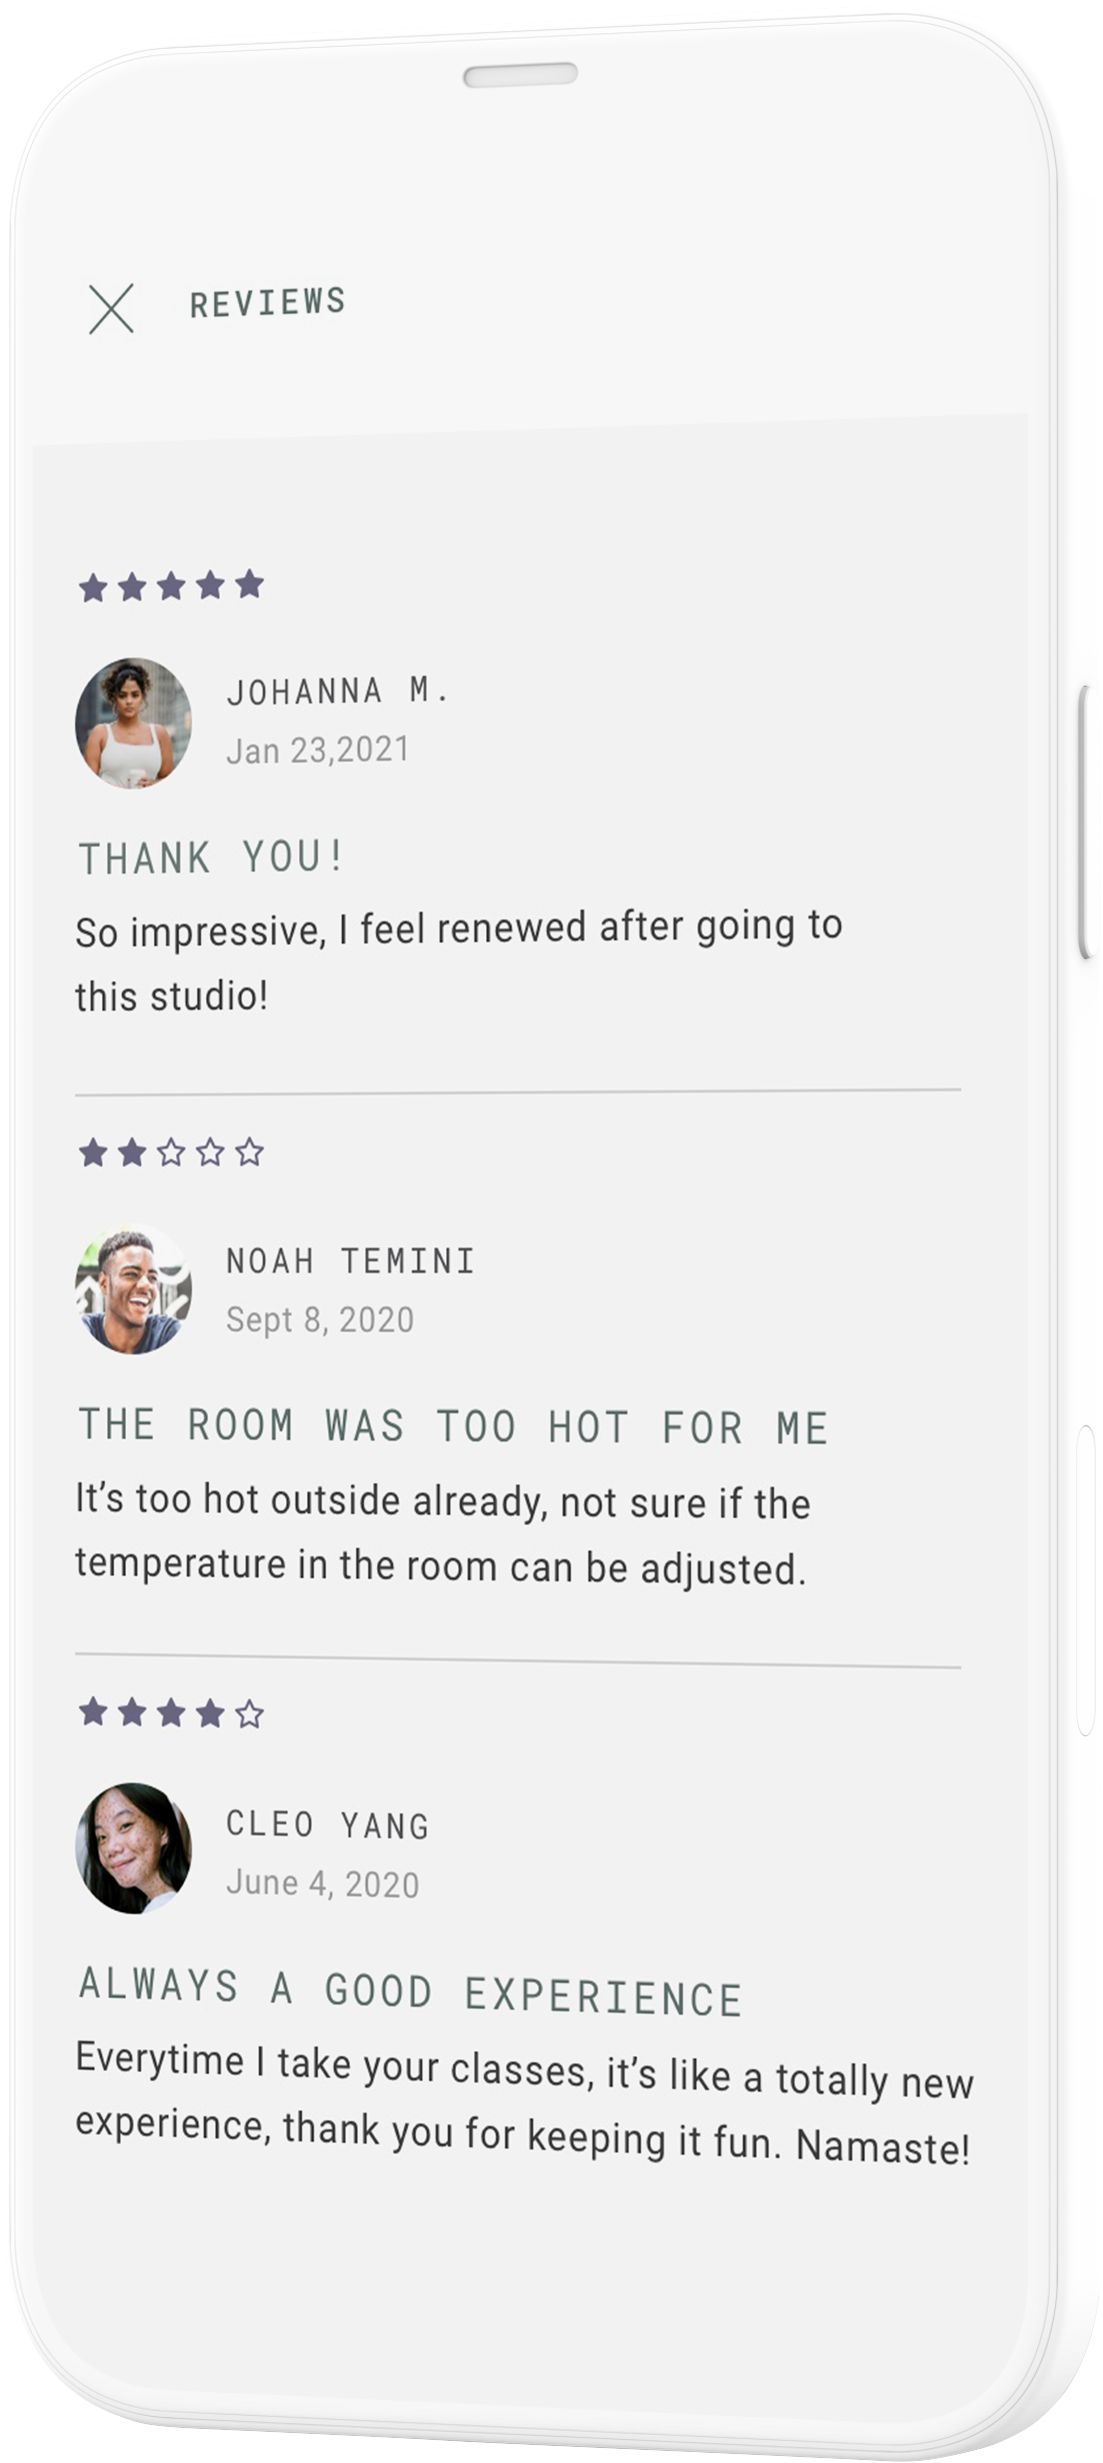 REVIEWS
JOHANNA M.
Jan 23,2021
THANK YOU!
So impressive, I feel renewed after going to
this studio!
NOAH TEMINI
Sept 8, 2020
THE ROOM WAS TOO HOT FOR ME
It’s too hot outside already, not sure if the
temperature in the room can be adjusted.
CLEO YANG
June 4, 2020
ALWAYS A GOOD EXPERIENCE
Everytime I take your classes, it’s like a totally new
experience, thank you for keeping it fun. Namaste!